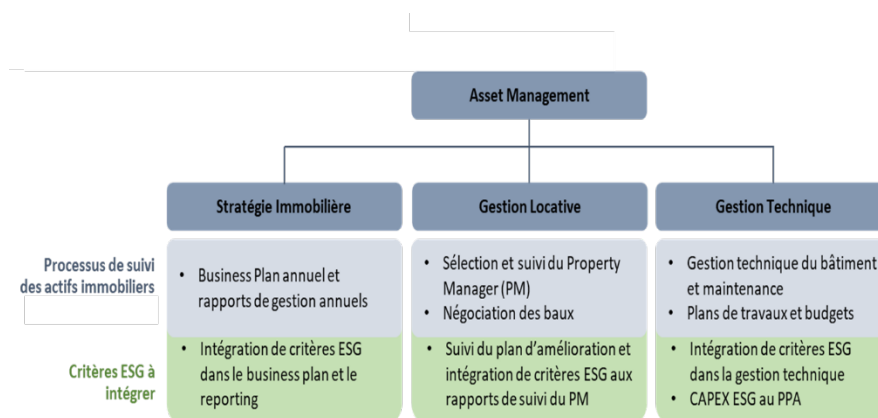 Asset Management
Stratégie Immobilière
Gestion Locative
Gestion Technique
Processus de suivi
des actifs immobiliers
• Business Plan annuel et
rapports de gestion annuels
• Sélection et suivi du Property
Manager (PM)
• Négociation des baux
• Gestion technique du bâtiment
et maintenance
• Plans de travaux et budgets
Critères ESG à
intégrer
• Intégration de critères ESG
dans le business plan et le
reporting
• Suivi du plan d'amélioration et
intégration de critères ESG aux
rapports de suivi du PM
• Intégration de critères ESG
dans la gestion technique
• CAPEX ESG au PPA